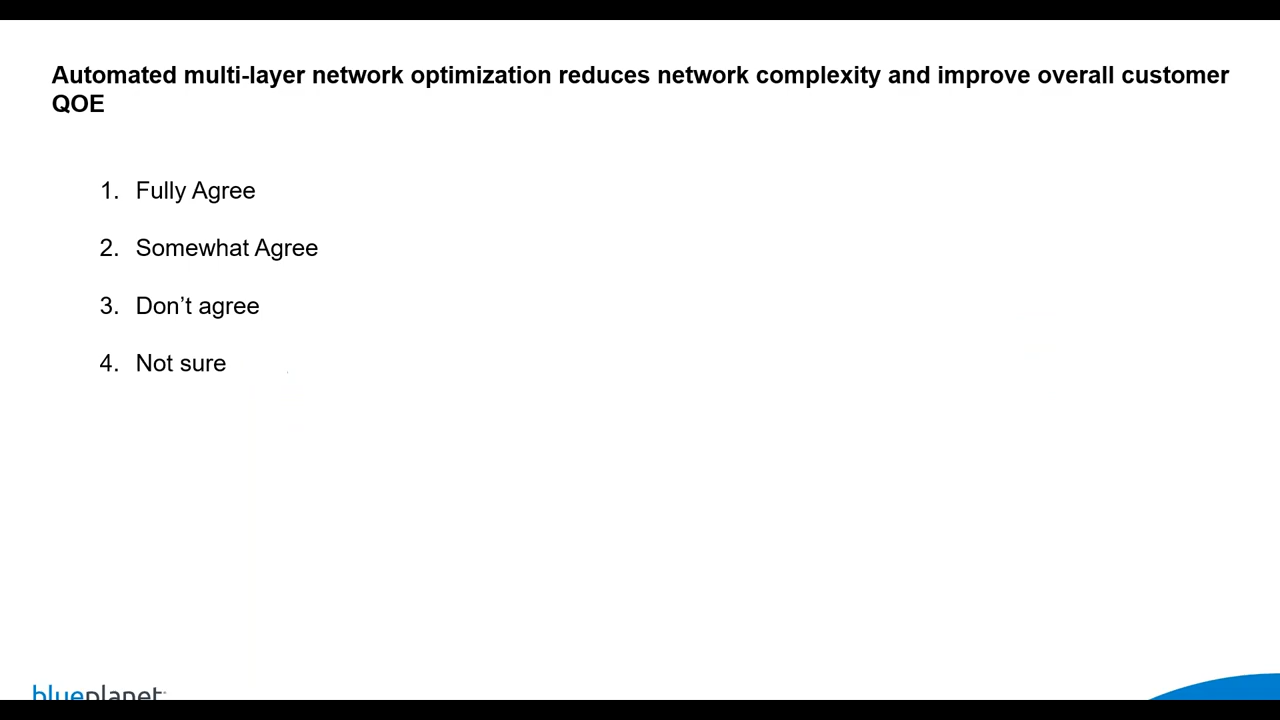 Automated multi-layer network optimization reduces network complexity and improve overall customer
QOE
1. Fully Agree
2. Somewhat Agree
3. Don’t agree
4. Not sure
blueplanet